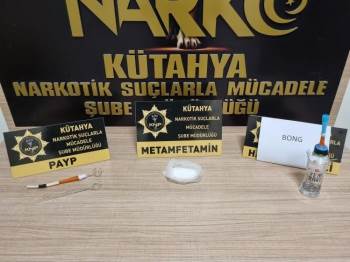 NARKO
KÜTAHYA
NARKOTİK SUÇLARLA MÜCADELE
ŞUBE MÜDÜRLÜĞÜ
KÜTAHYA
NARKOTİK SUÇLARLA
MÜCADELE
ŞUBE MÜDÜRLÜĞÜ
PAYP
KÜTAHYA
NARKOTİK SUÇLARLA
MÜCADELE
ŞUBE MÜDÜRLÜĞÜ
METAMFETAMİN
BONG